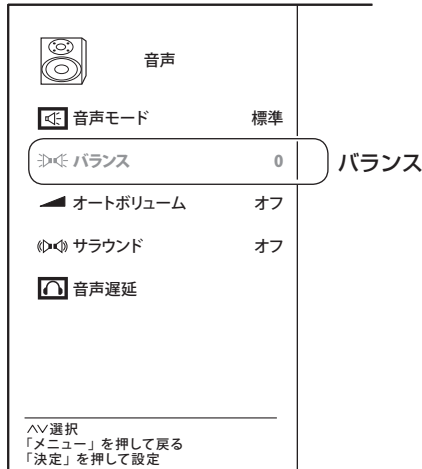 音声
音声モード 標準
バランス 0
バランス
オートボリューム オフ
サラウンド オフ
音声遅延
∧∨選択
「メニュー」を押して戻る
「決定」を押して設定